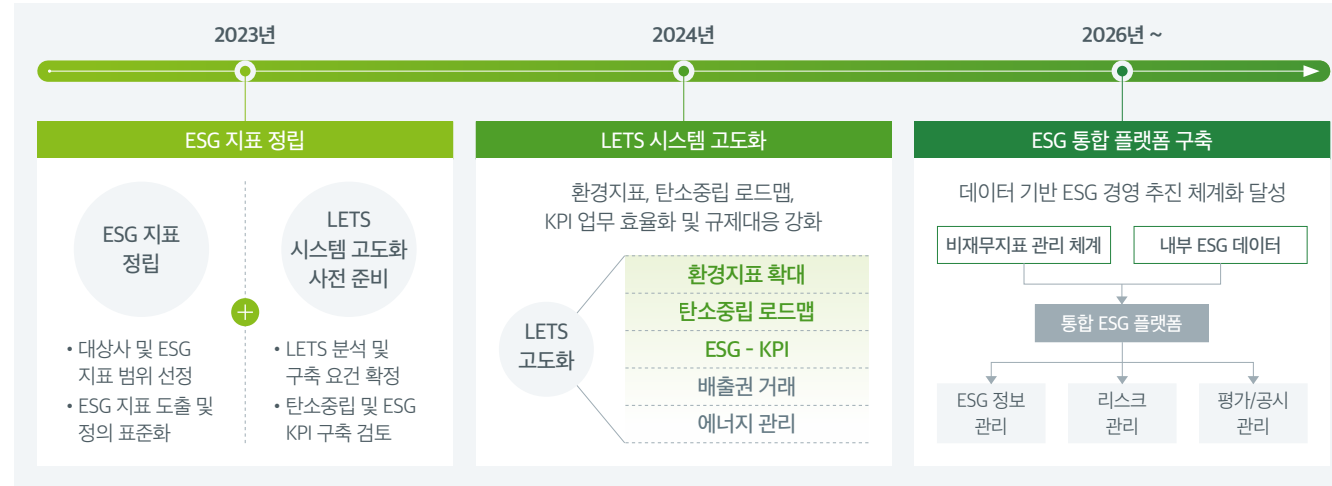 2023년
2024년
2026년 ~
ESG 지표 정립
ESG 지표
정립
LETS
시스템 고도화
사전 준비
+
• 대상사 및 ESG
지표 범위 선정
• ESG 지표 도출 및
정의 표준화
• LETS 분석 및
구축 요건 확정
• 탄소중립 및 ESG
KPI 구축 검토
LETS 시스템 고도화
환경지표, 탄소중립 로드맵,
KPI 업무 효율화 및 규제대응 강화
LETS
고도화
환경지표 확대
탄소중립 로드맵
ESG - KPI
배출권 거래
에너지 관리
ESG 통합 플랫폼 구축
데이터 기반 ESG 경영 추진 체계화 달성
비재무지표 관리 체계
내부 ESG 데이터
통합 ESG 플랫폼
ESG 정보
관리
리스크
관리
평가/공시
관리